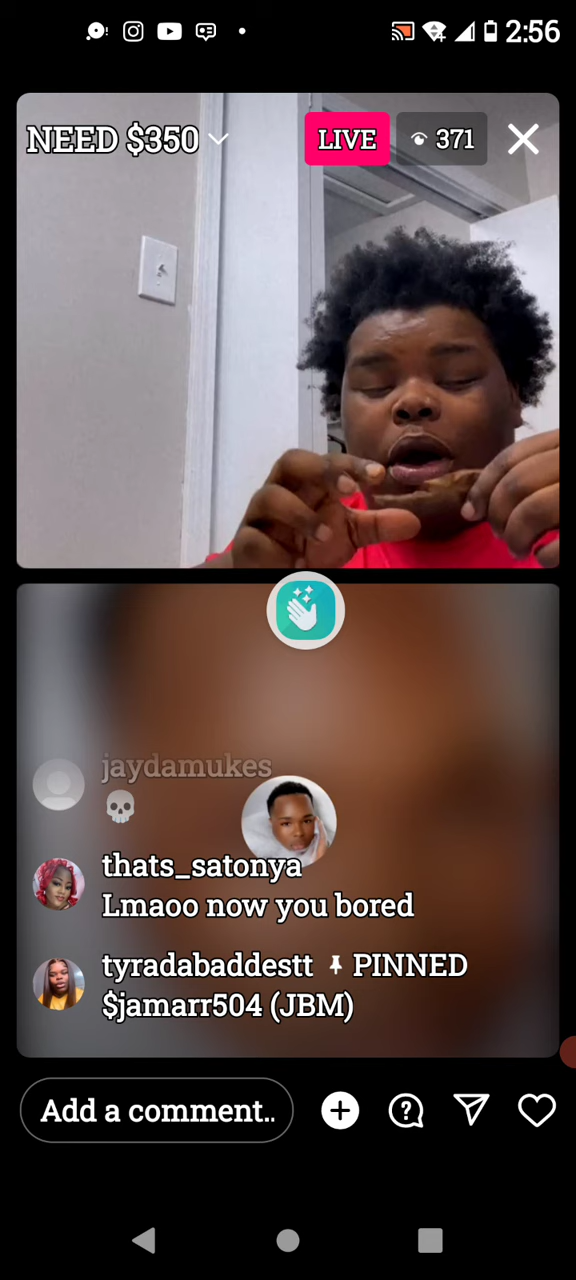 2:56
NEED $350
LIVE
371
jaydamukes
💀
thats_satonya
Lmaoo now you bored
tyradabaddestt 📌 PINNED
$jamarr504 (JBM)
Add a comment..